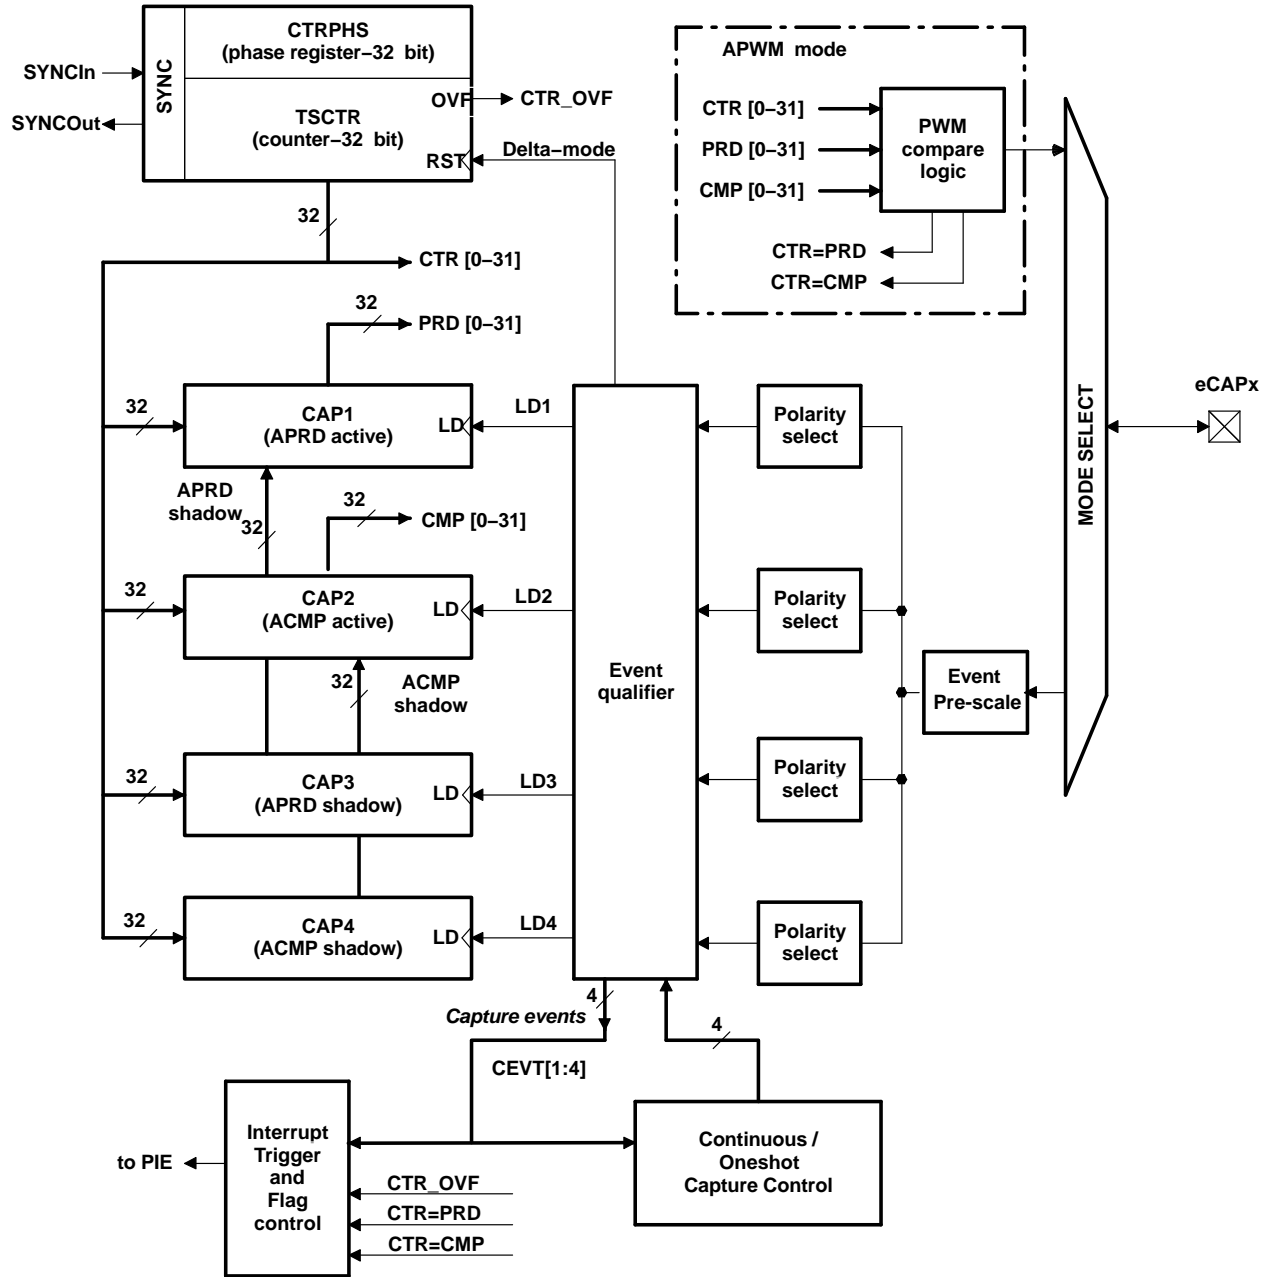 CTRPHS
(phase register−32 bit)
SYNCIn
SYNC
SYNCOut
OVF
CTR_OVF
TSCTR
(counter−32 bit)
RST
Delta−mode
32
CTR [0−31]
32
PRD [0−31]
APWM mode
CTR [0−31]
PRD [0−31]
CMP [0−31]
PWM
compare
logic
CTR=PRD
CTR=CMP
MODE SELECT
eCAPx
32
CAP1
(APRD active)
LD
LD1
Polarity
select
APRD
shadow
32
32
CMP [0−31]
32
CAP2
(ACMP active)
LD
LD2
Polarity
select
32
ACMP
shadow
Event
qualifier
Event
Pre-scale
32
CAP3
(APRD shadow)
LD
LD3
Polarity
select
32
CAP4
(ACMP shadow)
LD
LD4
Polarity
select
4
Capture events
CEVT[1:4]
4
Interrupt
Trigger
and
Flag
control
to PIE
CTR_OVF
CTR=PRD
CTR=CMP
Continuous /
Oneshot
Capture Control